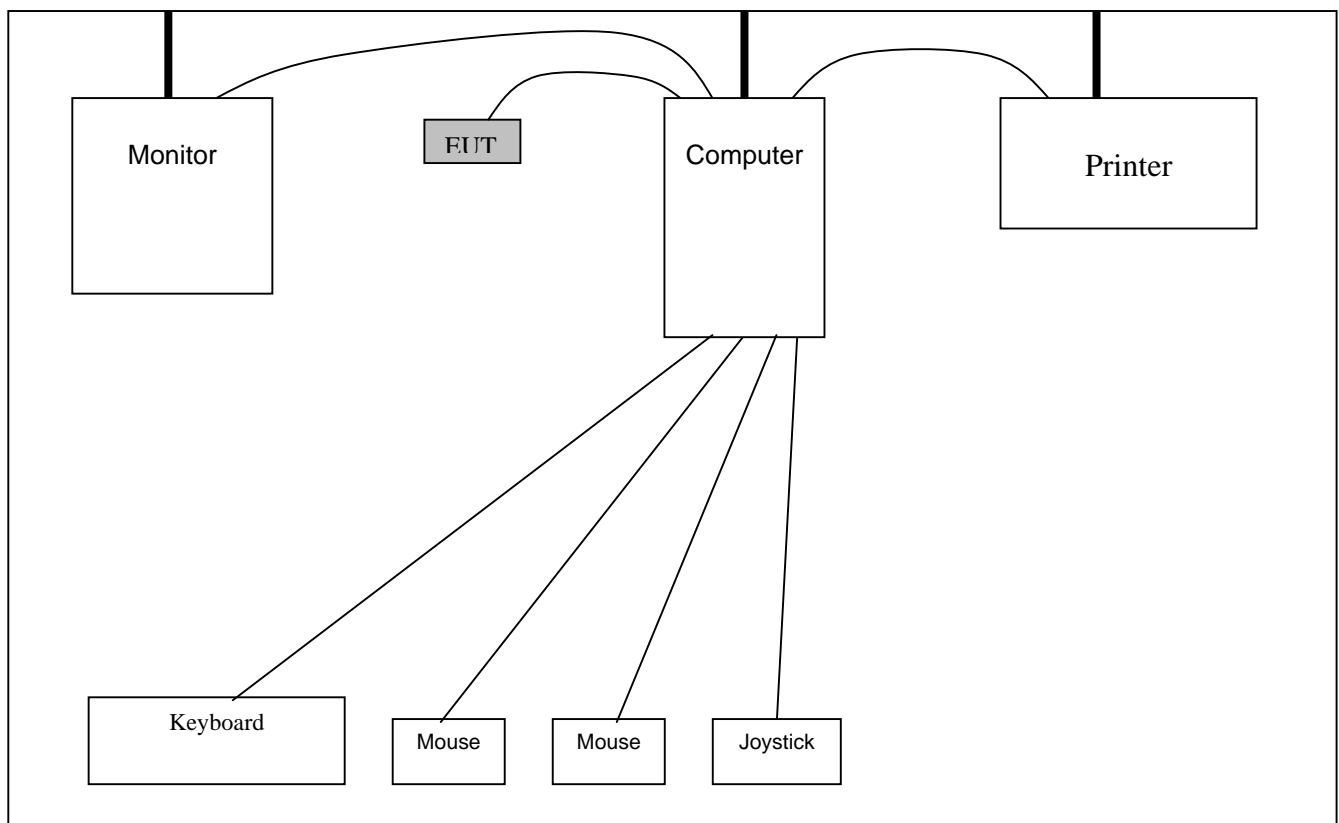 Monitor
EUT
Computer
Printer
Keyboard
Mouse
Mouse
Joystick